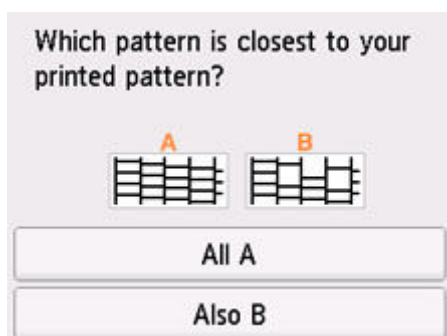 Which pattern is closest to your
printed pattern?
A B
All A
Also B